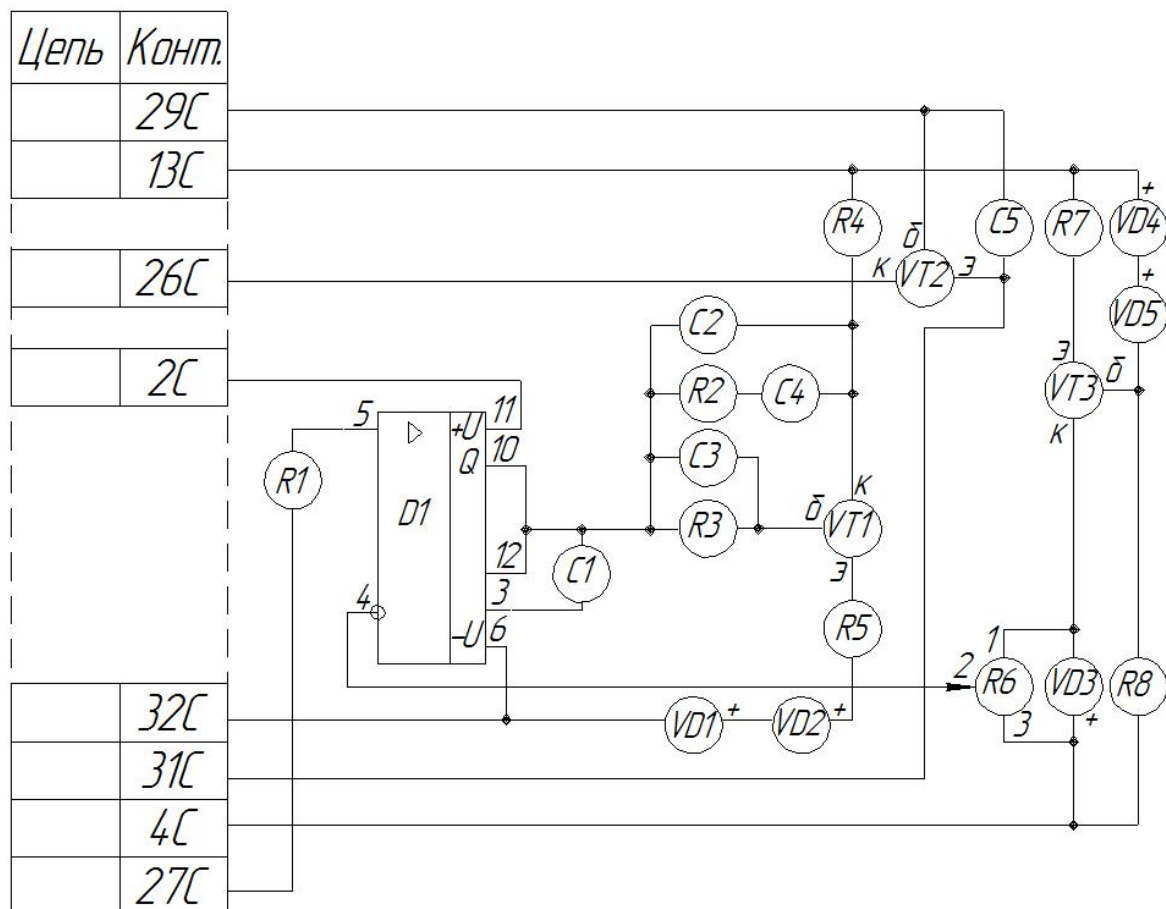 Цепь Конт.
29С
13С
26С
2С
32С
31С
4С
27С
R4
C5
R7
+
VD4
б
к
VT2
э
+
VD5
C2
R2
C4
C3
R3
б
к
VT1
э
R5
э
VT3
б
к
5
R1
+U
11
Q
10
D1
12
3
C1
4
-U
6
1
2
R6
3
VD3
+
R8
VD1
+
VD2
+